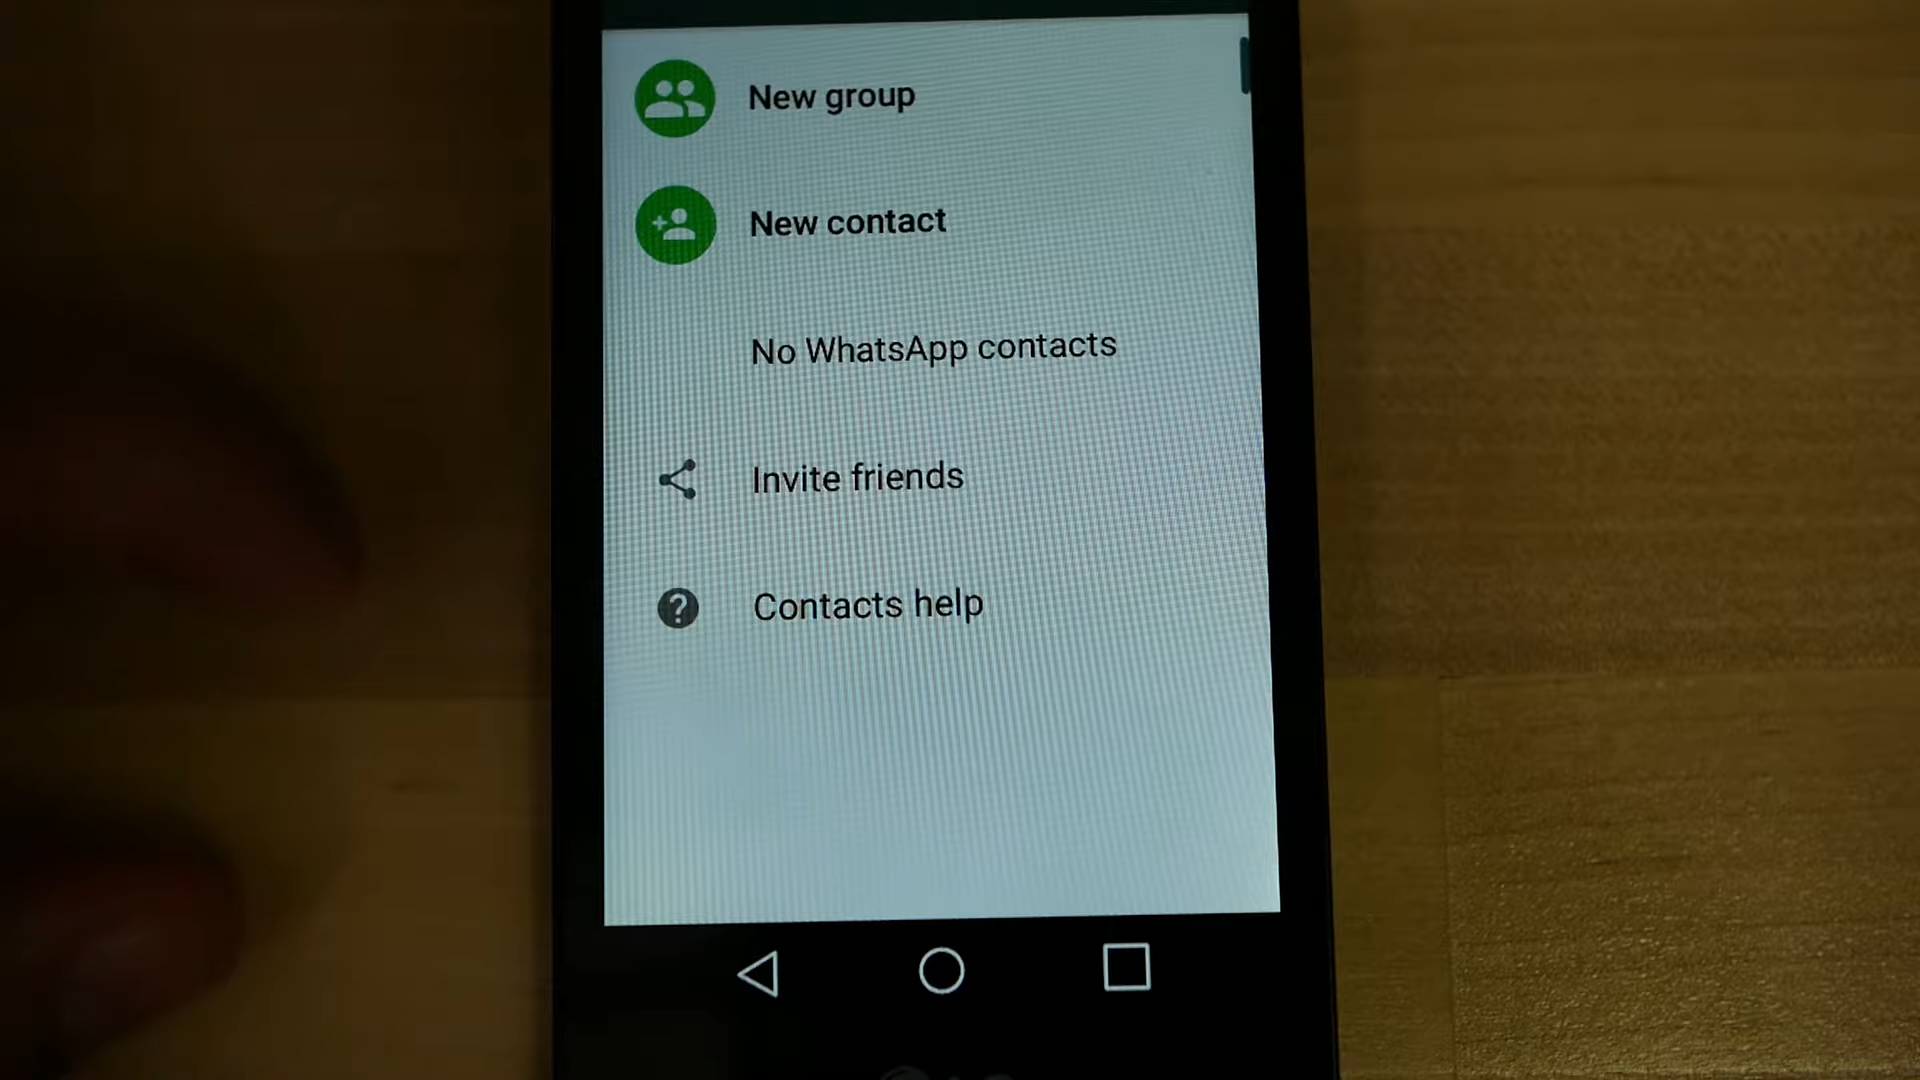 New group
New contact
No WhatsApp contacts
Invite friends
Contacts help